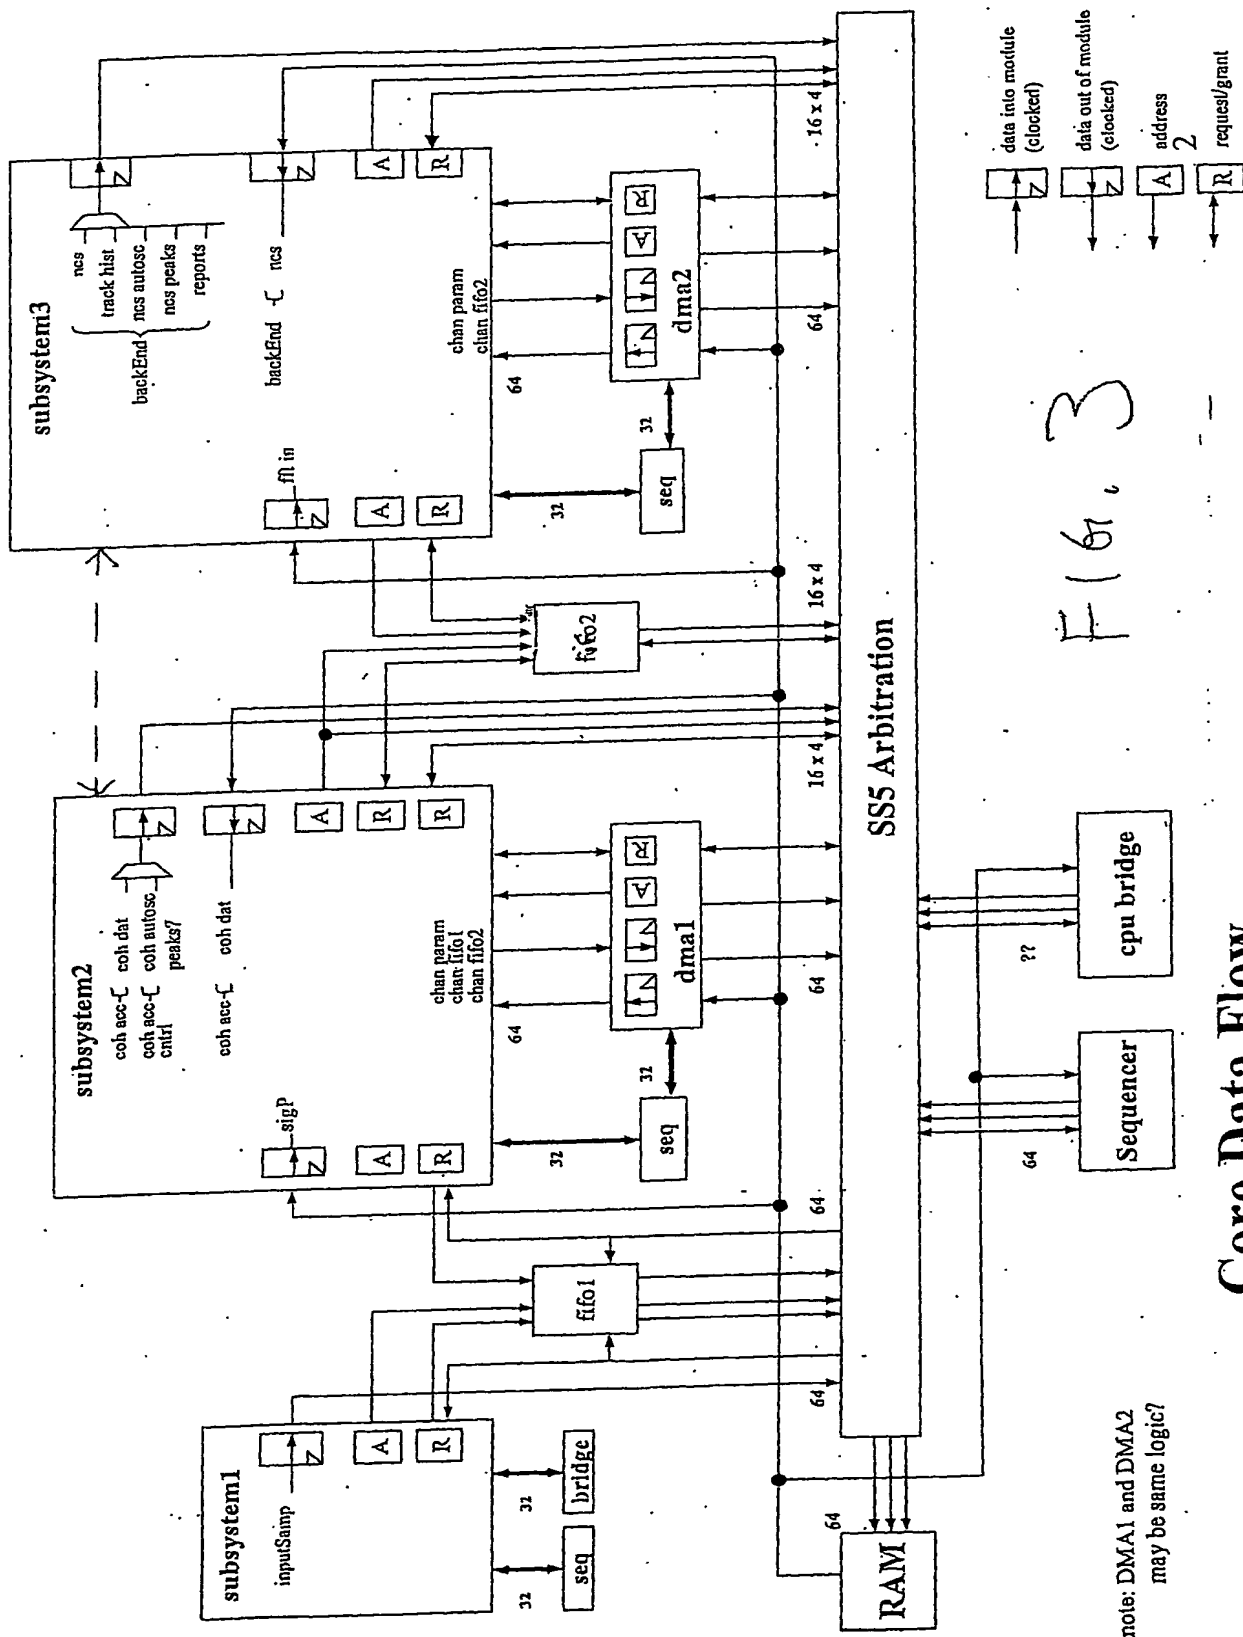 subsystem1
inputSamp
Z
A
R
32
32
seq
bridge
64
fifo1
64
subsystem2
coh acc-[ coh dat
coh acc-[ coh autosc
cntrl peaks?
Z
coh acc-[ coh dat
Z
sigP
Z
A
R
A
R
R
chan param
chan fifo1
chan fifo2
32
64
seq
32
dma1
A
R
64
16 x 4
fifo2
16 x 4
subsystem3
ncs
track hist
ncs autosc
ncs peaks
reports
backEnd
Z
backEnd -[ ncs
Z
fft in
Z
A
R
A
R
chan param
chan fifo2
32
64
seq
32
dma2
A
R
64
16 x 4
SS5 Arbitration
64
RAM
64
Sequencer
??
cpu bridge
data into module
(clocked)
Z
data out of module
(clocked)
Z
A
address
2
R
request/grant
FIG. 3
note: DMA1 and DMA2
may be same logic?
Core Data Flow